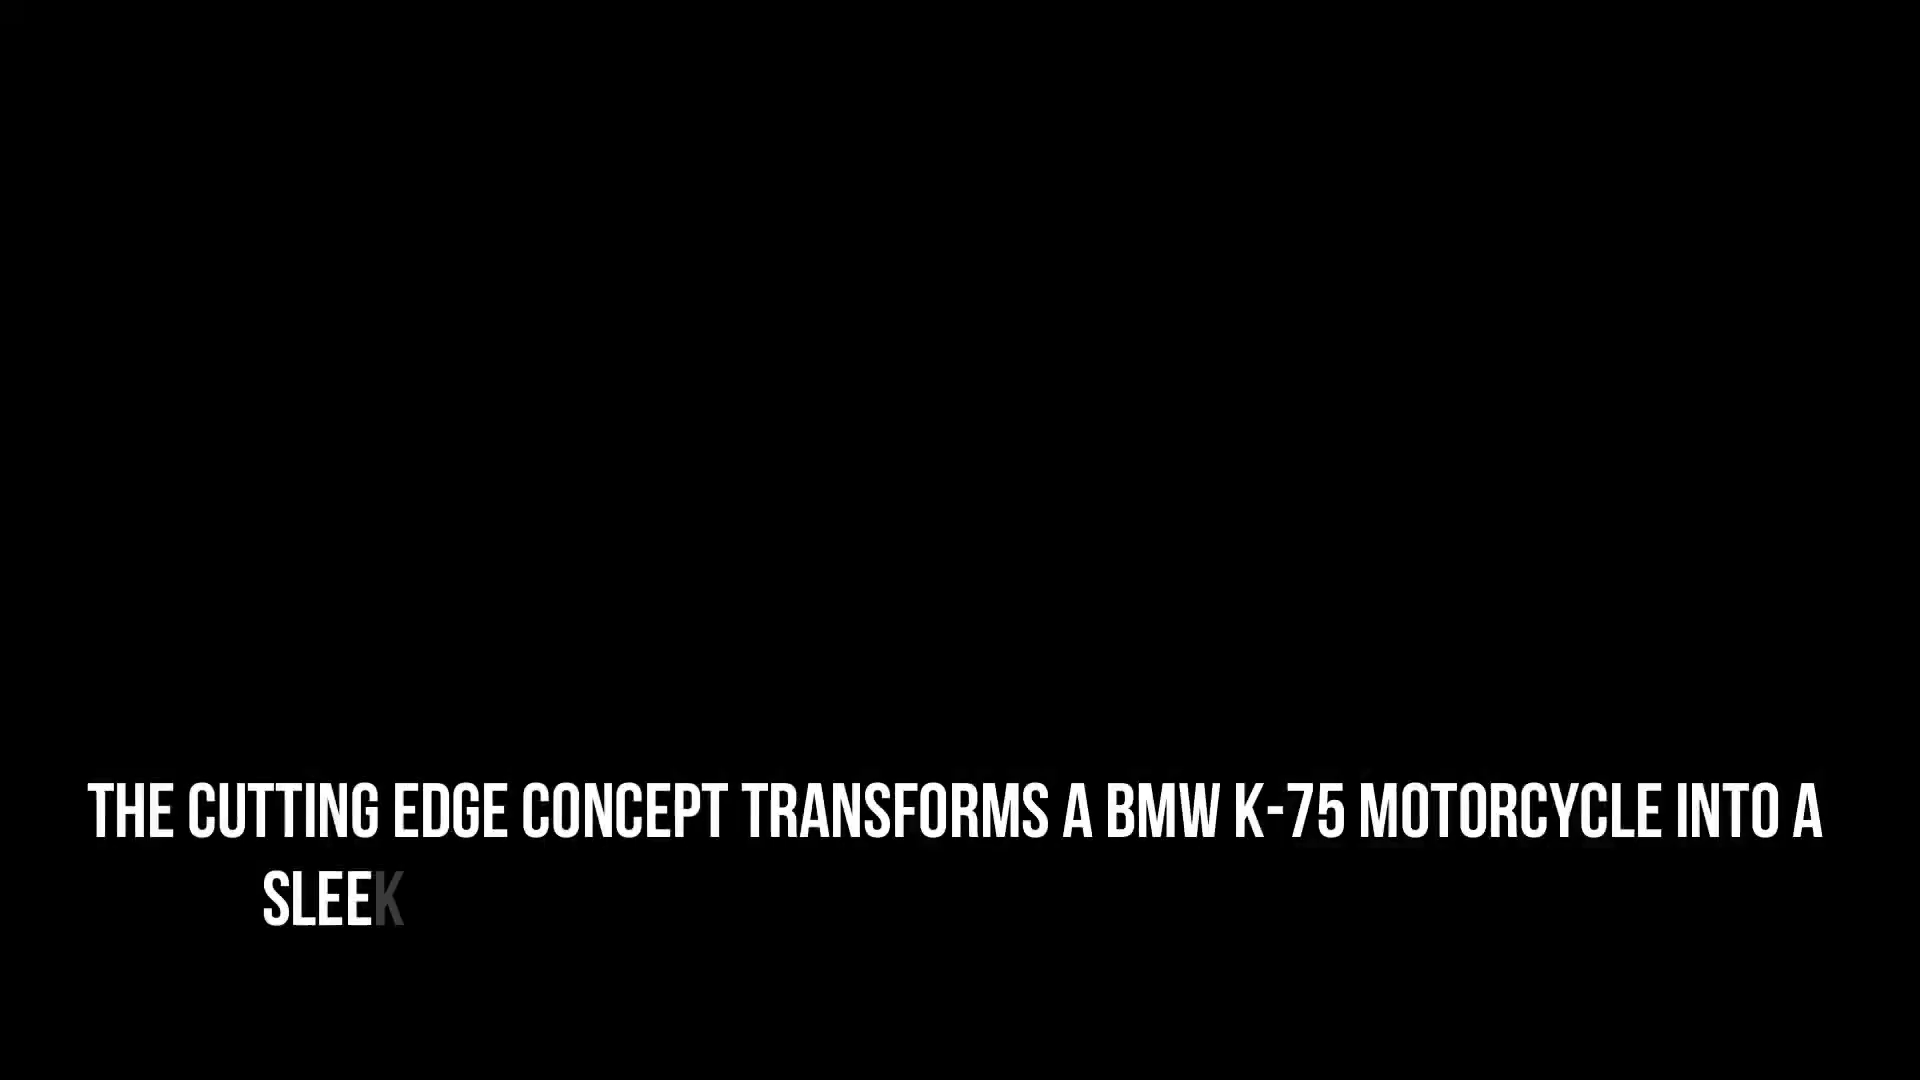 THE CUTTING EDGE CONCEPT TRANSFORMS A BMW K-75 MOTORCYCLE INTO A
SLEEK